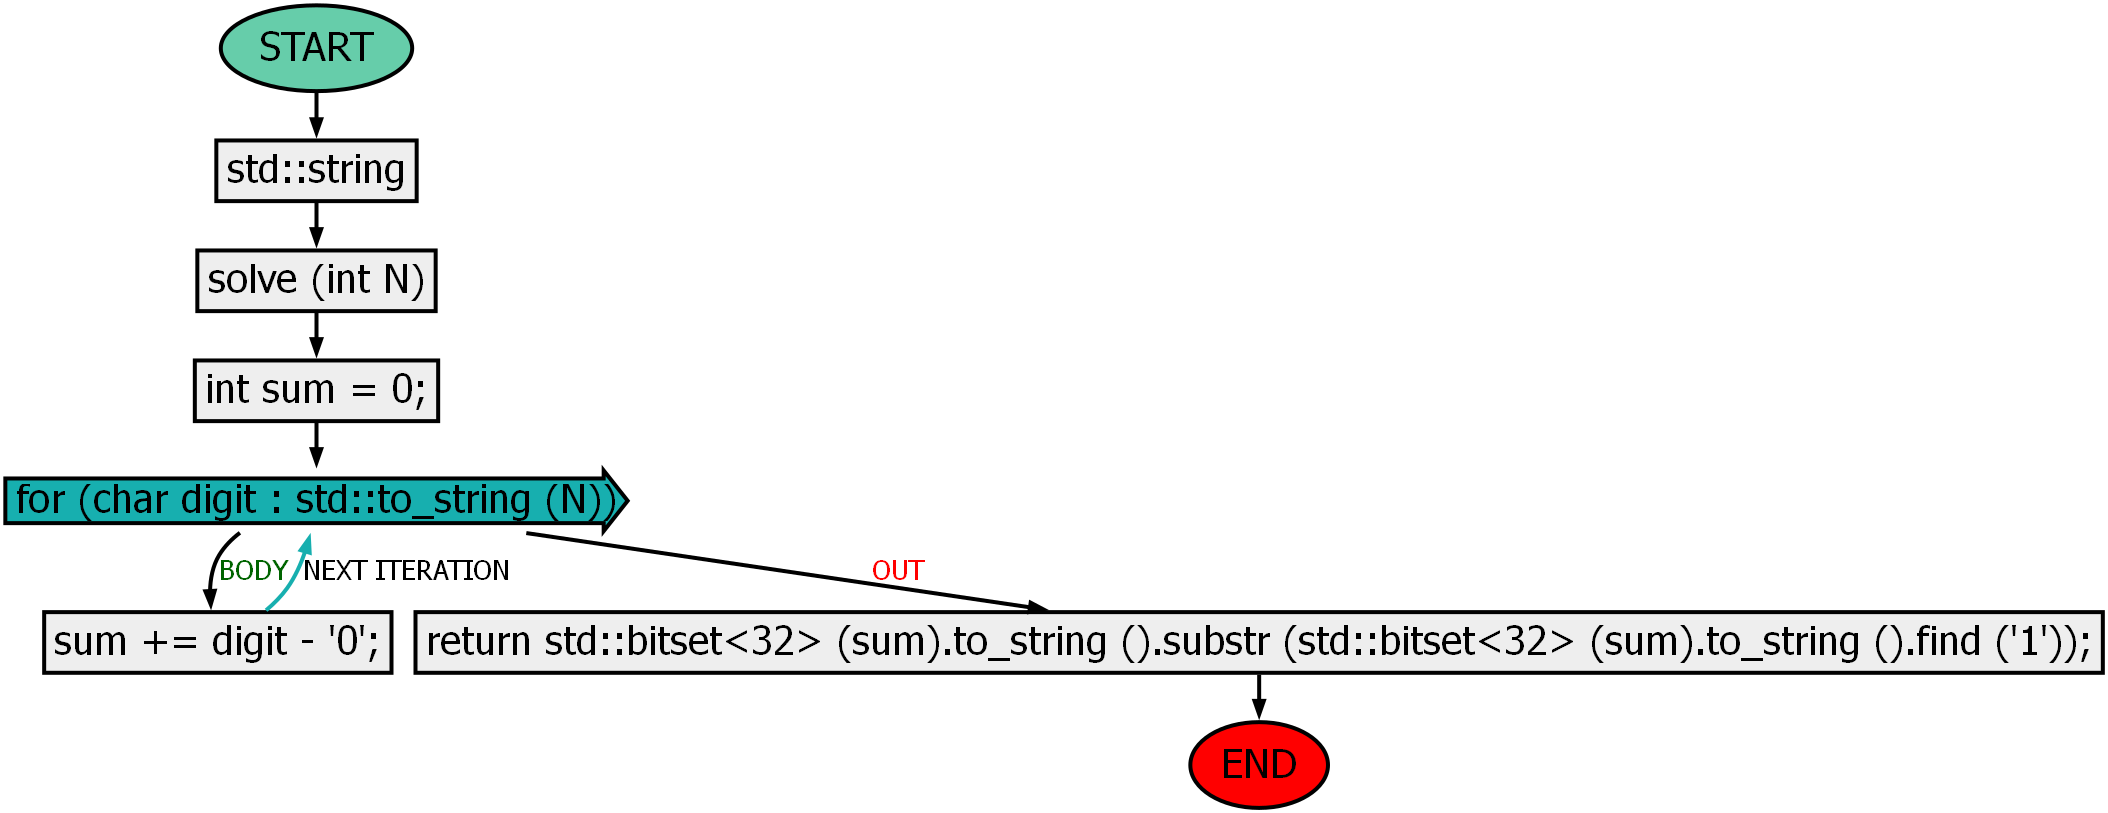 START
std::string
solve (int N)
int sum = 0;
for (char digit : std::to_string (N))
BODY
NEXT ITERATION
OUT
sum += digit - '0';
return std::bitset<32> (sum).to_string ().substr (std::bitset<32> (sum).to_string ().find ('1'));
END